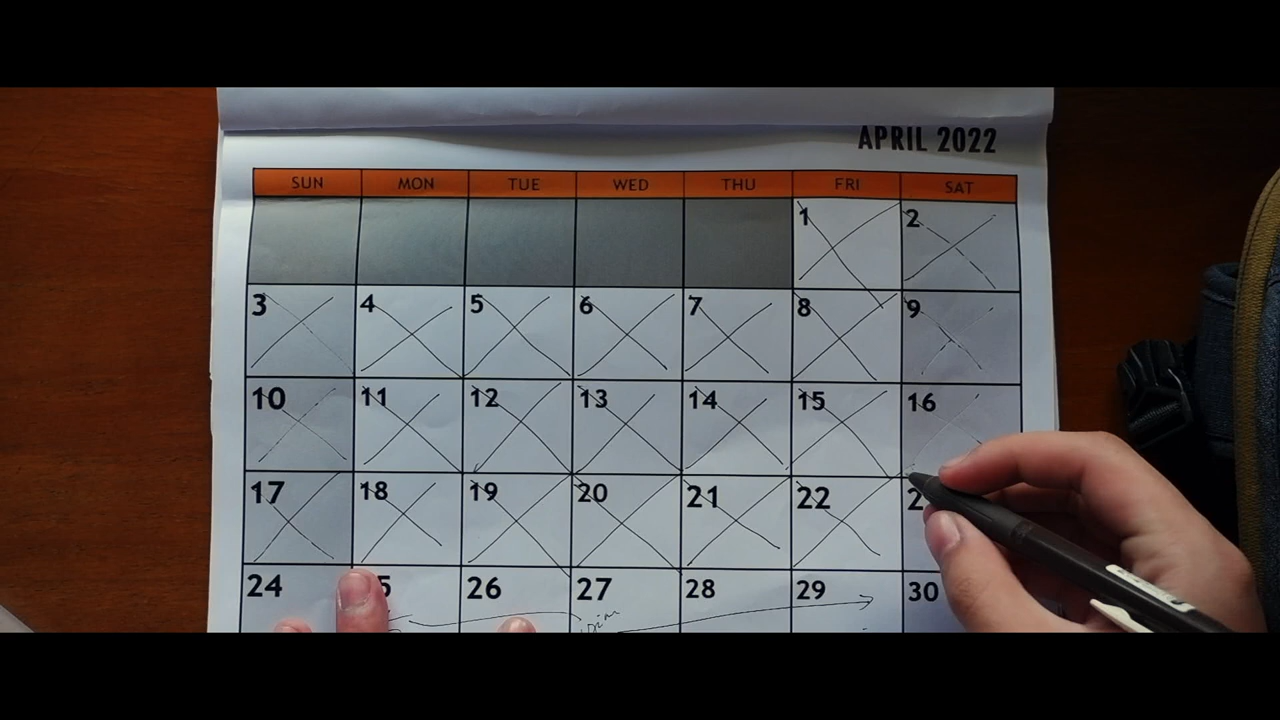 APRIL 2022
SUN MON TUE WED THU FRI SAT
1 2
3 4 5 6 7 8 9
10 11 12 13 14 15 16
17 18 19 20 21 22
24 26 27 28 29 30